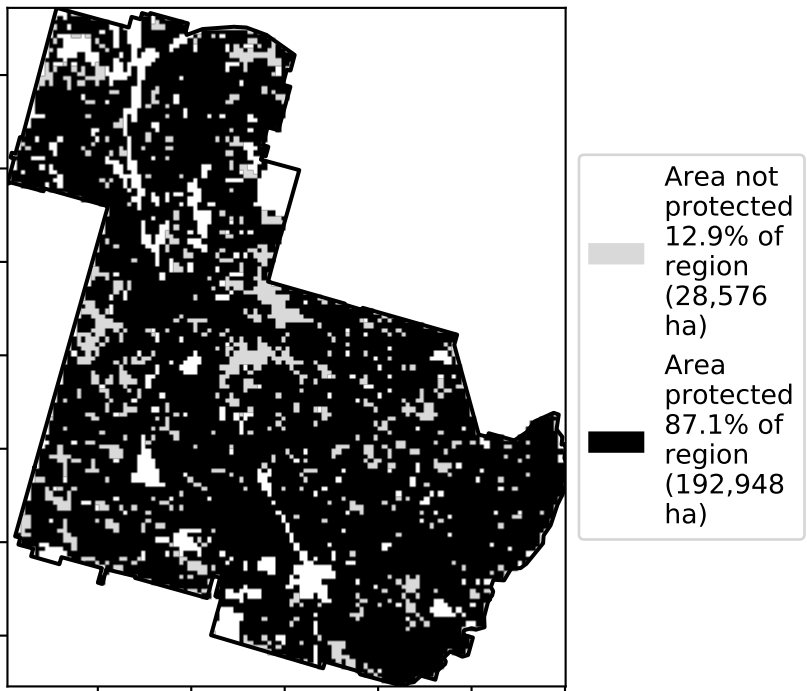 Area not
protected
12.9% of
region
(28,576
ha)
Area
protected
87.1% of
region
(192,948
ha)